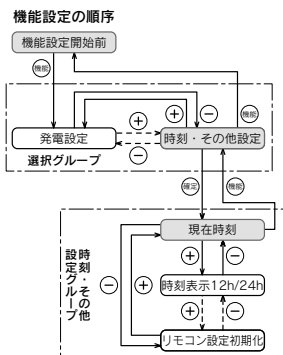 機能設定の順序
機能設定開始前
機能
＋
－
機能
発電設定
＋
時刻・その他設定
－
選択グループ
確定
機能
現在時刻
＋
－
時刻・その他
設定グループ
－
＋
時刻表示12h/24h
＋
－
リモコン設定初期化